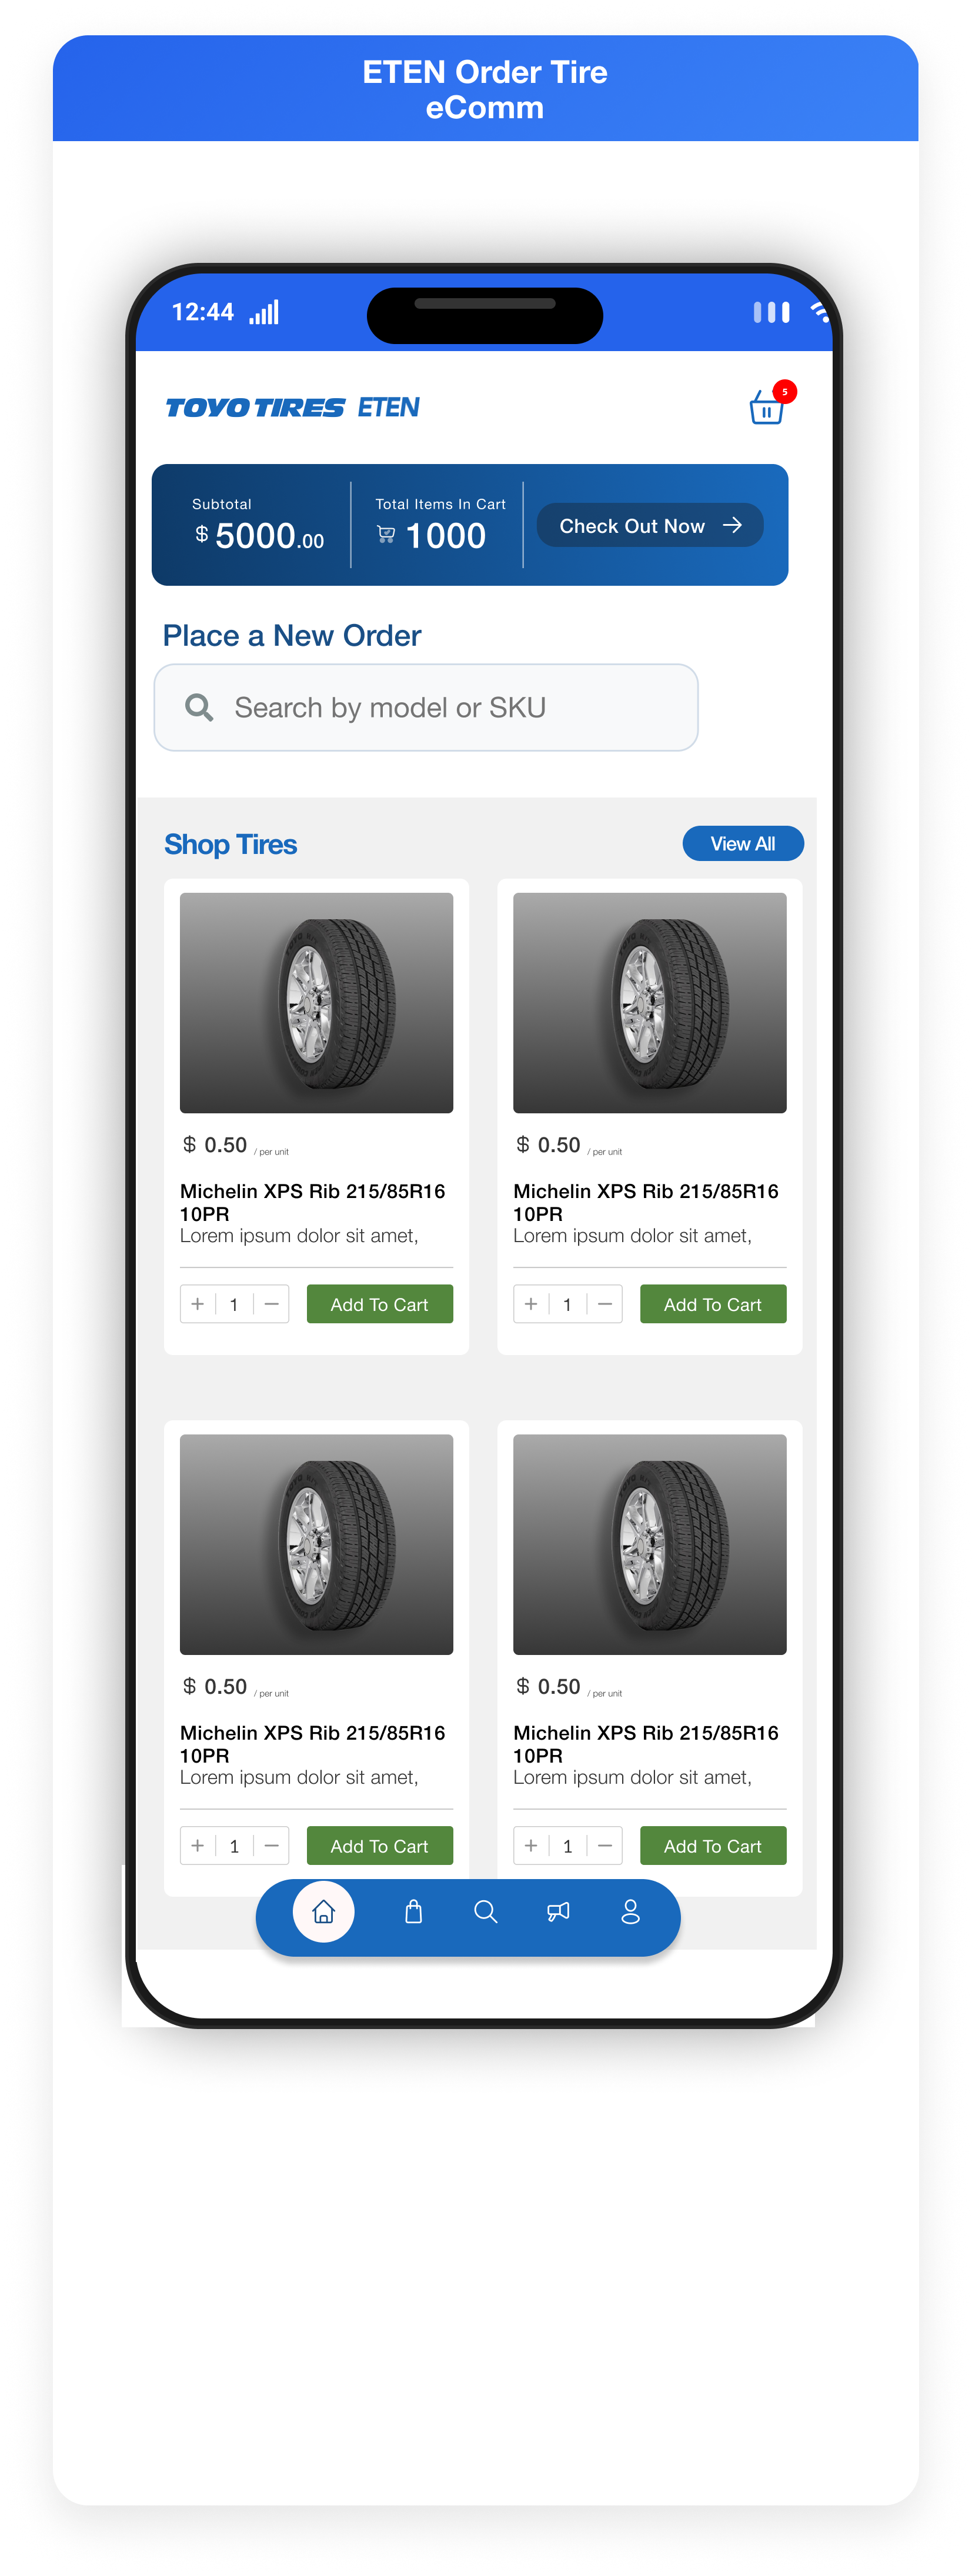 ETEN Order Tire
eComm
12:44
TOYO TIRES ETEN
5
Subtotal
$ 5000.00
Total Items In Cart
1000
Check Out Now
Place a New Order
Search by model or SKU
Shop Tires
View All
$ 0.50 / per unit
Michelin XPS Rib 215/85R16
10PR
Lorem ipsum dolor sit amet,
+ 1 −
Add To Cart
$ 0.50 / per unit
Michelin XPS Rib 215/85R16
10PR
Lorem ipsum dolor sit amet,
+ 1 −
Add To Cart
$ 0.50 / per unit
Michelin XPS Rib 215/85R16
10PR
Lorem ipsum dolor sit amet,
+ 1 −
Add To Cart
$ 0.50 / per unit
Michelin XPS Rib 215/85R16
10PR
Lorem ipsum dolor sit amet,
+ 1 −
Add To Cart